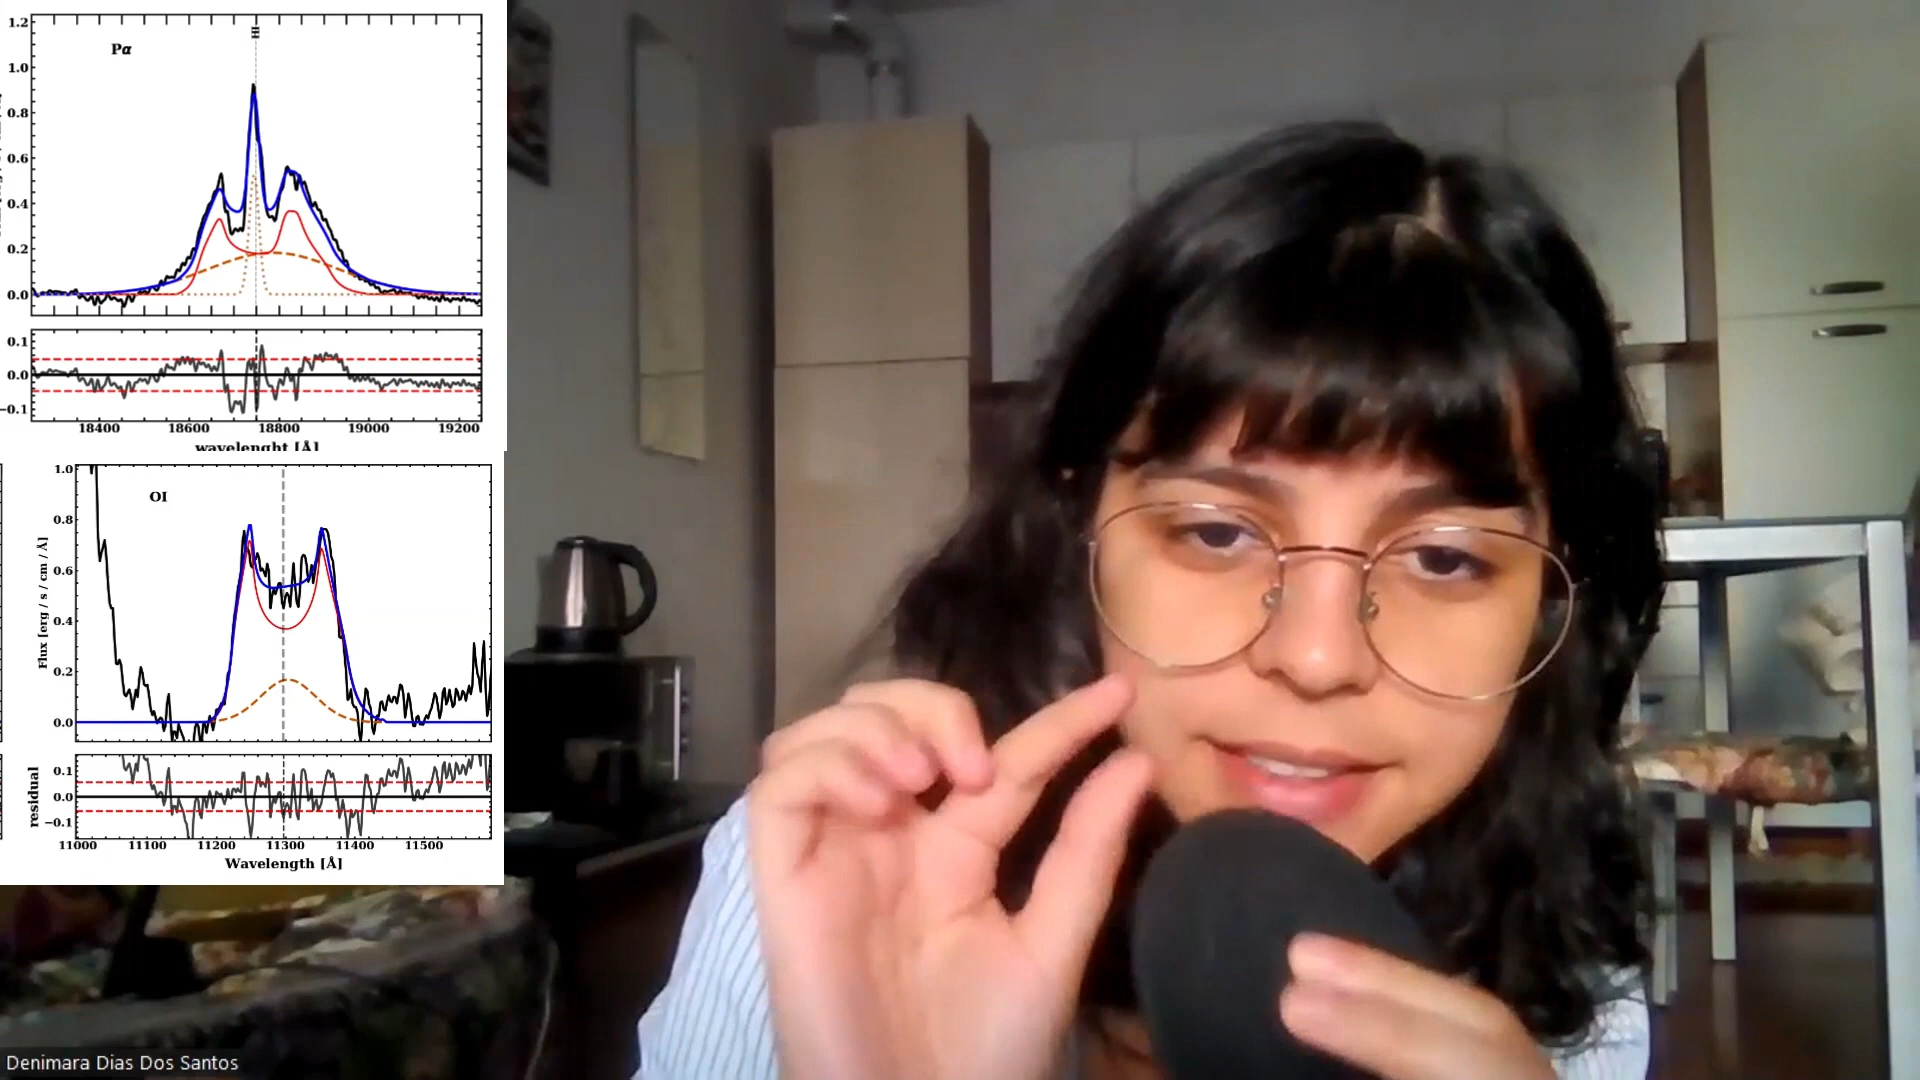 1.2
Pα
1.0
0.8
0.6
0.4
0.2
0.0
0.1
0.0
−0.1
18400 18600 18800 19000 19200
wavelenght [Å]
1.0
OI
0.8
0.6
0.4
0.2
0.0
Flux [erg / s / cm / Å]
0.1
0.0
−0.1
residual
11000 11100 11200 11300 11400 11500
Wavelength [Å]
Denimara Dias Dos Santos